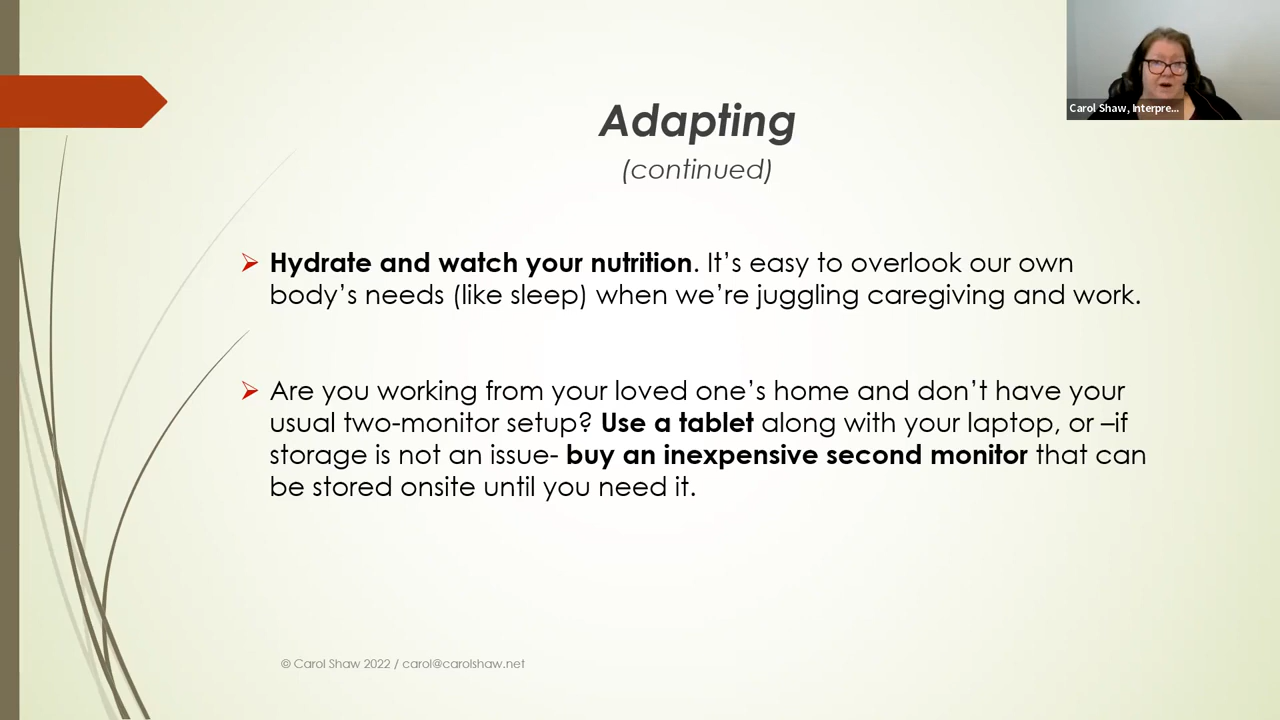 Adapting
(continued)
Carol Shaw, Interpre...
Hydrate and watch your nutrition. It’s easy to overlook our own
body’s needs (like sleep) when we’re juggling caregiving and work.
Are you working from your loved one’s home and don’t have your
usual two-monitor setup? Use a tablet along with your laptop, or –if
storage is not an issue- buy an inexpensive second monitor that can
be stored onsite until you need it.
© Carol Shaw 2022 / carol@carolshaw.net